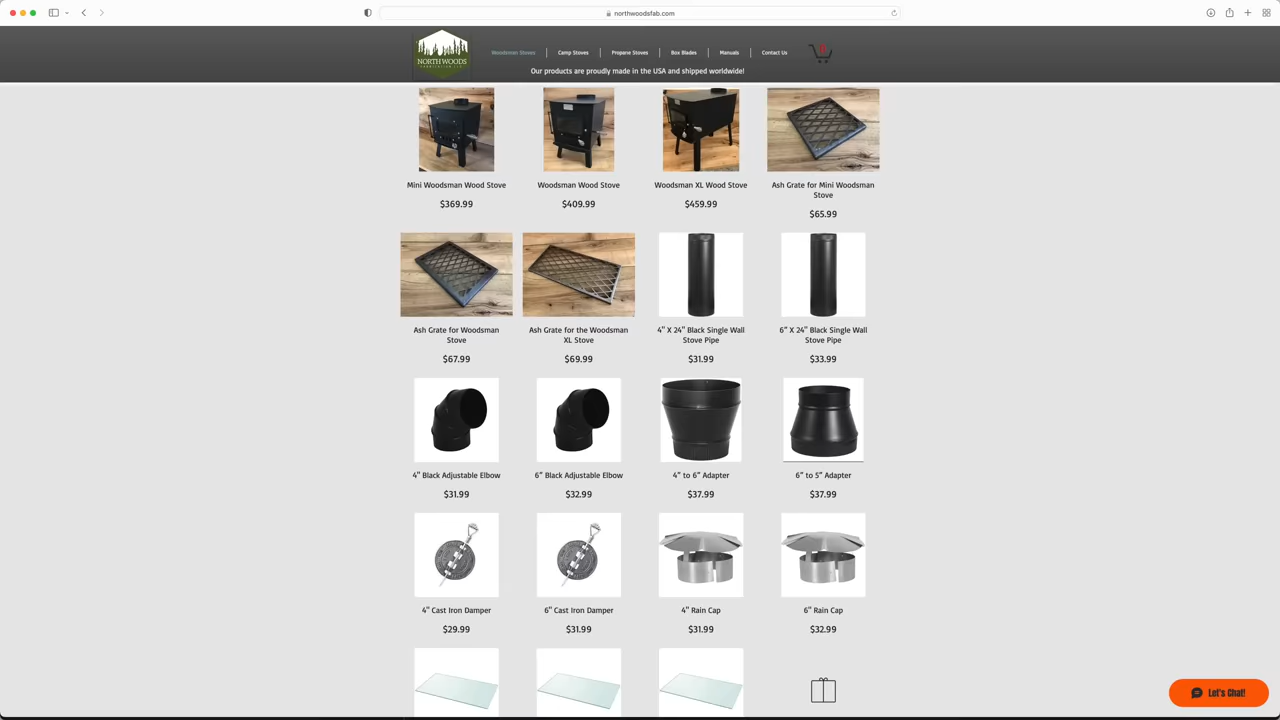 northwoodsfab.com
NORTHWOODS
Woodsman Stoves
Camp Stoves
Propane Stoves
Box Blades
Manuals
Contact Us
Our products are proudly made in the USA and shipped worldwide!
Mini Woodsman Wood Stove
$369.99
Woodsman Wood Stove
$409.99
Woodsman XL Wood Stove
$459.99
Ash Grate for Mini Woodsman
Stove
$65.99
Ash Grate for Woodsman
Stove
$67.99
Ash Grate for the Woodsman
XL Stove
$69.99
4" X 24" Black Single Wall
Stove Pipe
$31.99
6" X 24" Black Single Wall
Stove Pipe
$33.99
4" Black Adjustable Elbow
$31.99
6" Black Adjustable Elbow
$32.99
4" to 6" Adapter
$37.99
6" to 5" Adapter
$37.99
4" Cast Iron Damper
$29.99
6" Cast Iron Damper
$31.99
4" Rain Cap
$31.99
6" Rain Cap
$32.99
Let's Chat!